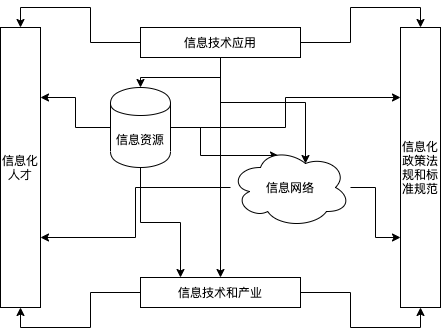 信息技术应用
信息资源
信息化
人才
信息网络
信息化
政策法
规和标
准规范
信息技术和产业